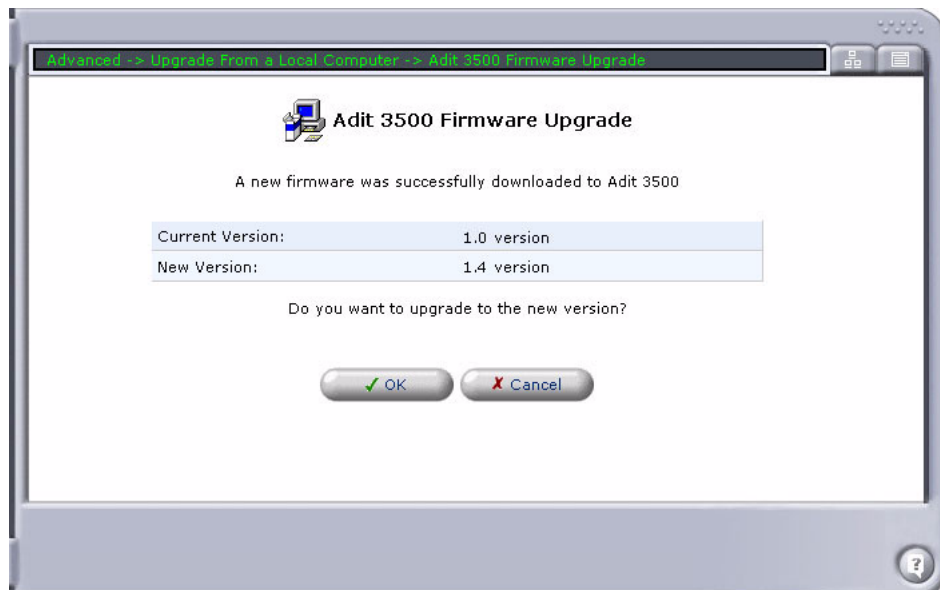 Advanced -> Upgrade From a Local Computer -> Adit 3500 Firmware Upgrade
Adit 3500 Firmware Upgrade
A new firmware was successfully downloaded to Adit 3500
Current Version: 1.0 version
New Version: 1.4 version
Do you want to upgrade to the new version?
✓ OK ✗ Cancel
?